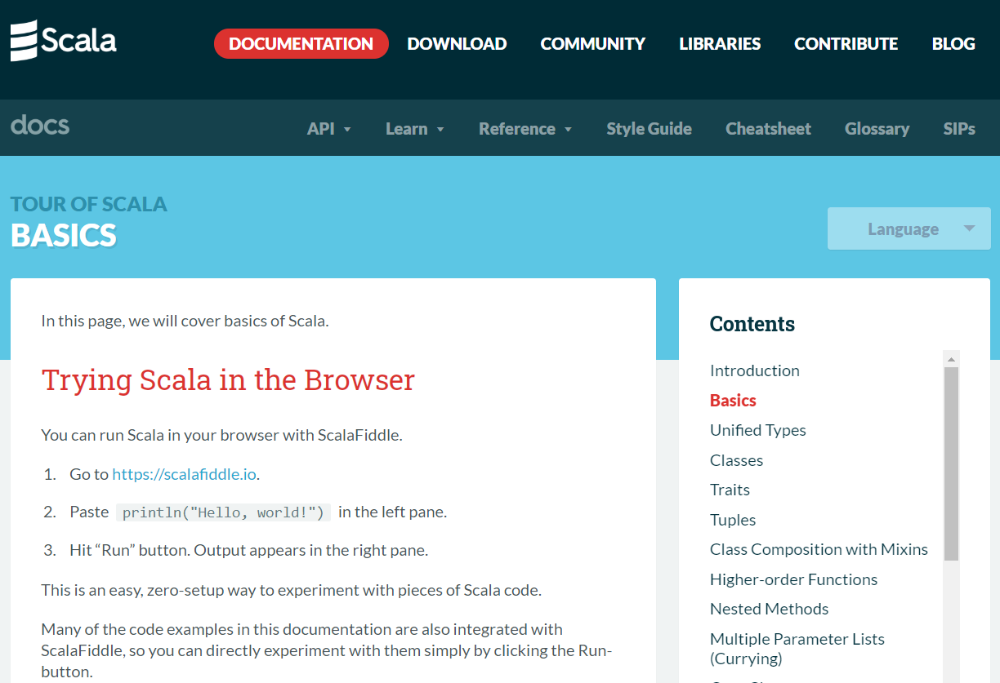 Scala
DOCUMENTATION
DOWNLOAD
COMMUNITY
LIBRARIES
CONTRIBUTE
BLOG
docs
API
Learn
Reference
Style Guide
Cheatsheet
Glossary
SIPs
TOUR OF SCALA
BASICS
Language
In this page, we will cover basics of Scala.
Trying Scala in the Browser
You can run Scala in your browser with ScalaFiddle.
1. Go to https://scalafiddle.io.
2. Paste println("Hello, world!") in the left pane.
3. Hit “Run” button. Output appears in the right pane.
This is an easy, zero-setup way to experiment with pieces of Scala code.
Many of the code examples in this documentation are also integrated with
ScalaFiddle, so you can directly experiment with them simply by clicking the Run-
button.
Contents
Introduction
Basics
Unified Types
Classes
Traits
Tuples
Class Composition with Mixins
Higher-order Functions
Nested Methods
Multiple Parameter Lists
(Currying)